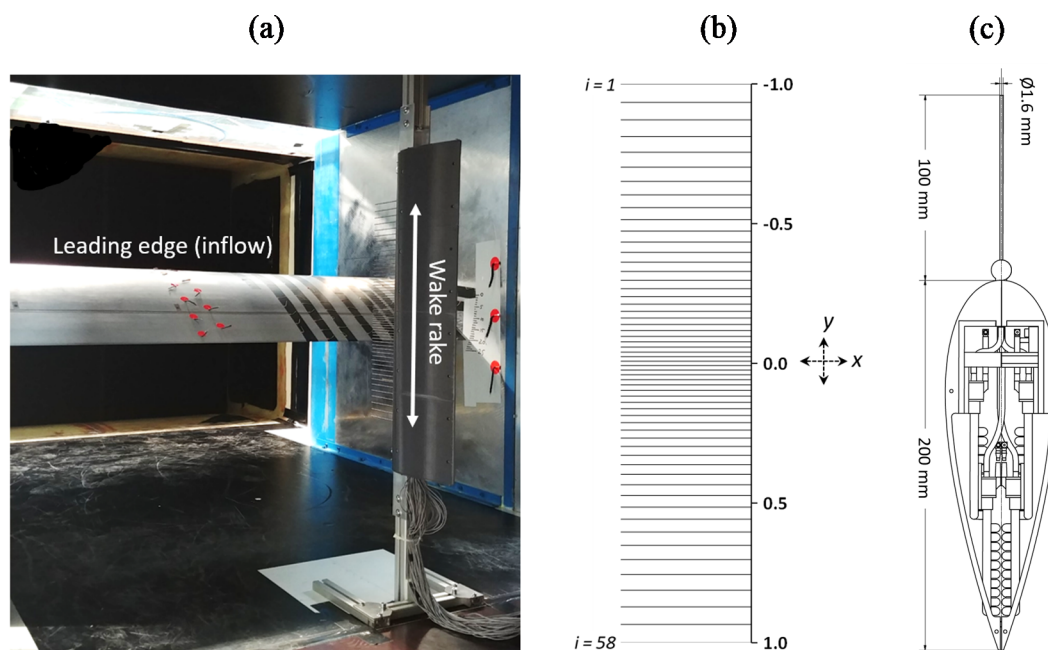 (a)
(b)
(c)
Leading edge (inflow)
Wake rake
i = 1
-1.0
-0.5
0.0
0.5
1.0
i = 58
y
x
Ø1.6 mm
100 mm
200 mm